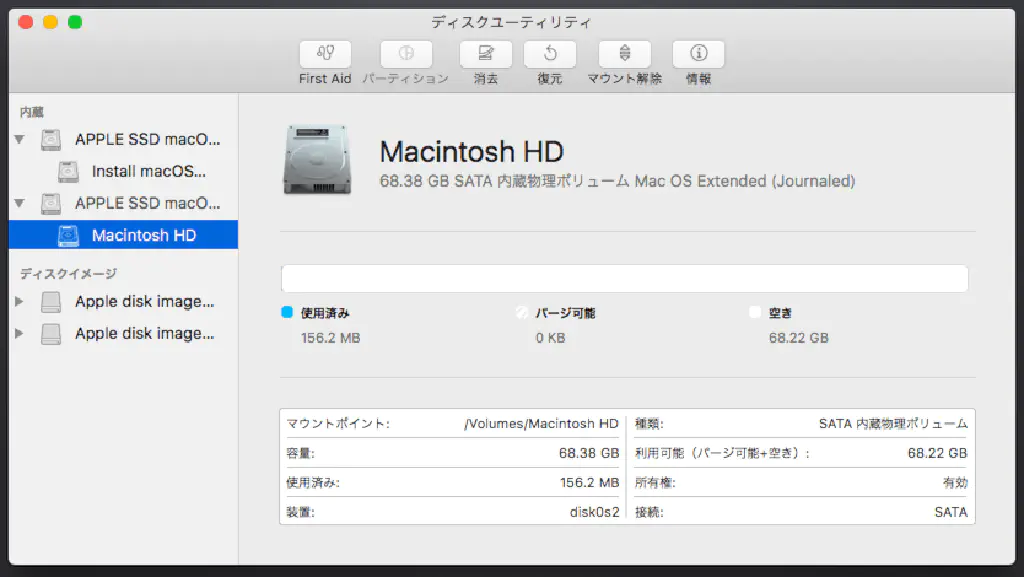 ディスクユーティリティ
First Aid
パーティション
消去
復元
マウント解除
情報
内蔵
APPLE SSD macO...
Install macOS...
APPLE SSD macO...
Macintosh HD
ディスクイメージ
Apple disk image...
Apple disk image...
Macintosh HD
68.38 GB SATA 内蔵物理ボリューム Mac OS Extended (Journaled)
使用済み
156.2 MB
パージ可能
0 KB
空き
68.22 GB
マウントポイント: /Volumes/Macintosh HD
容量: 68.38 GB
使用済み: 156.2 MB
装置: disk0s2
種類: SATA 内蔵物理ボリューム
利用可能（パージ可能+空き）: 68.22 GB
所有権: 有効
接続: SATA